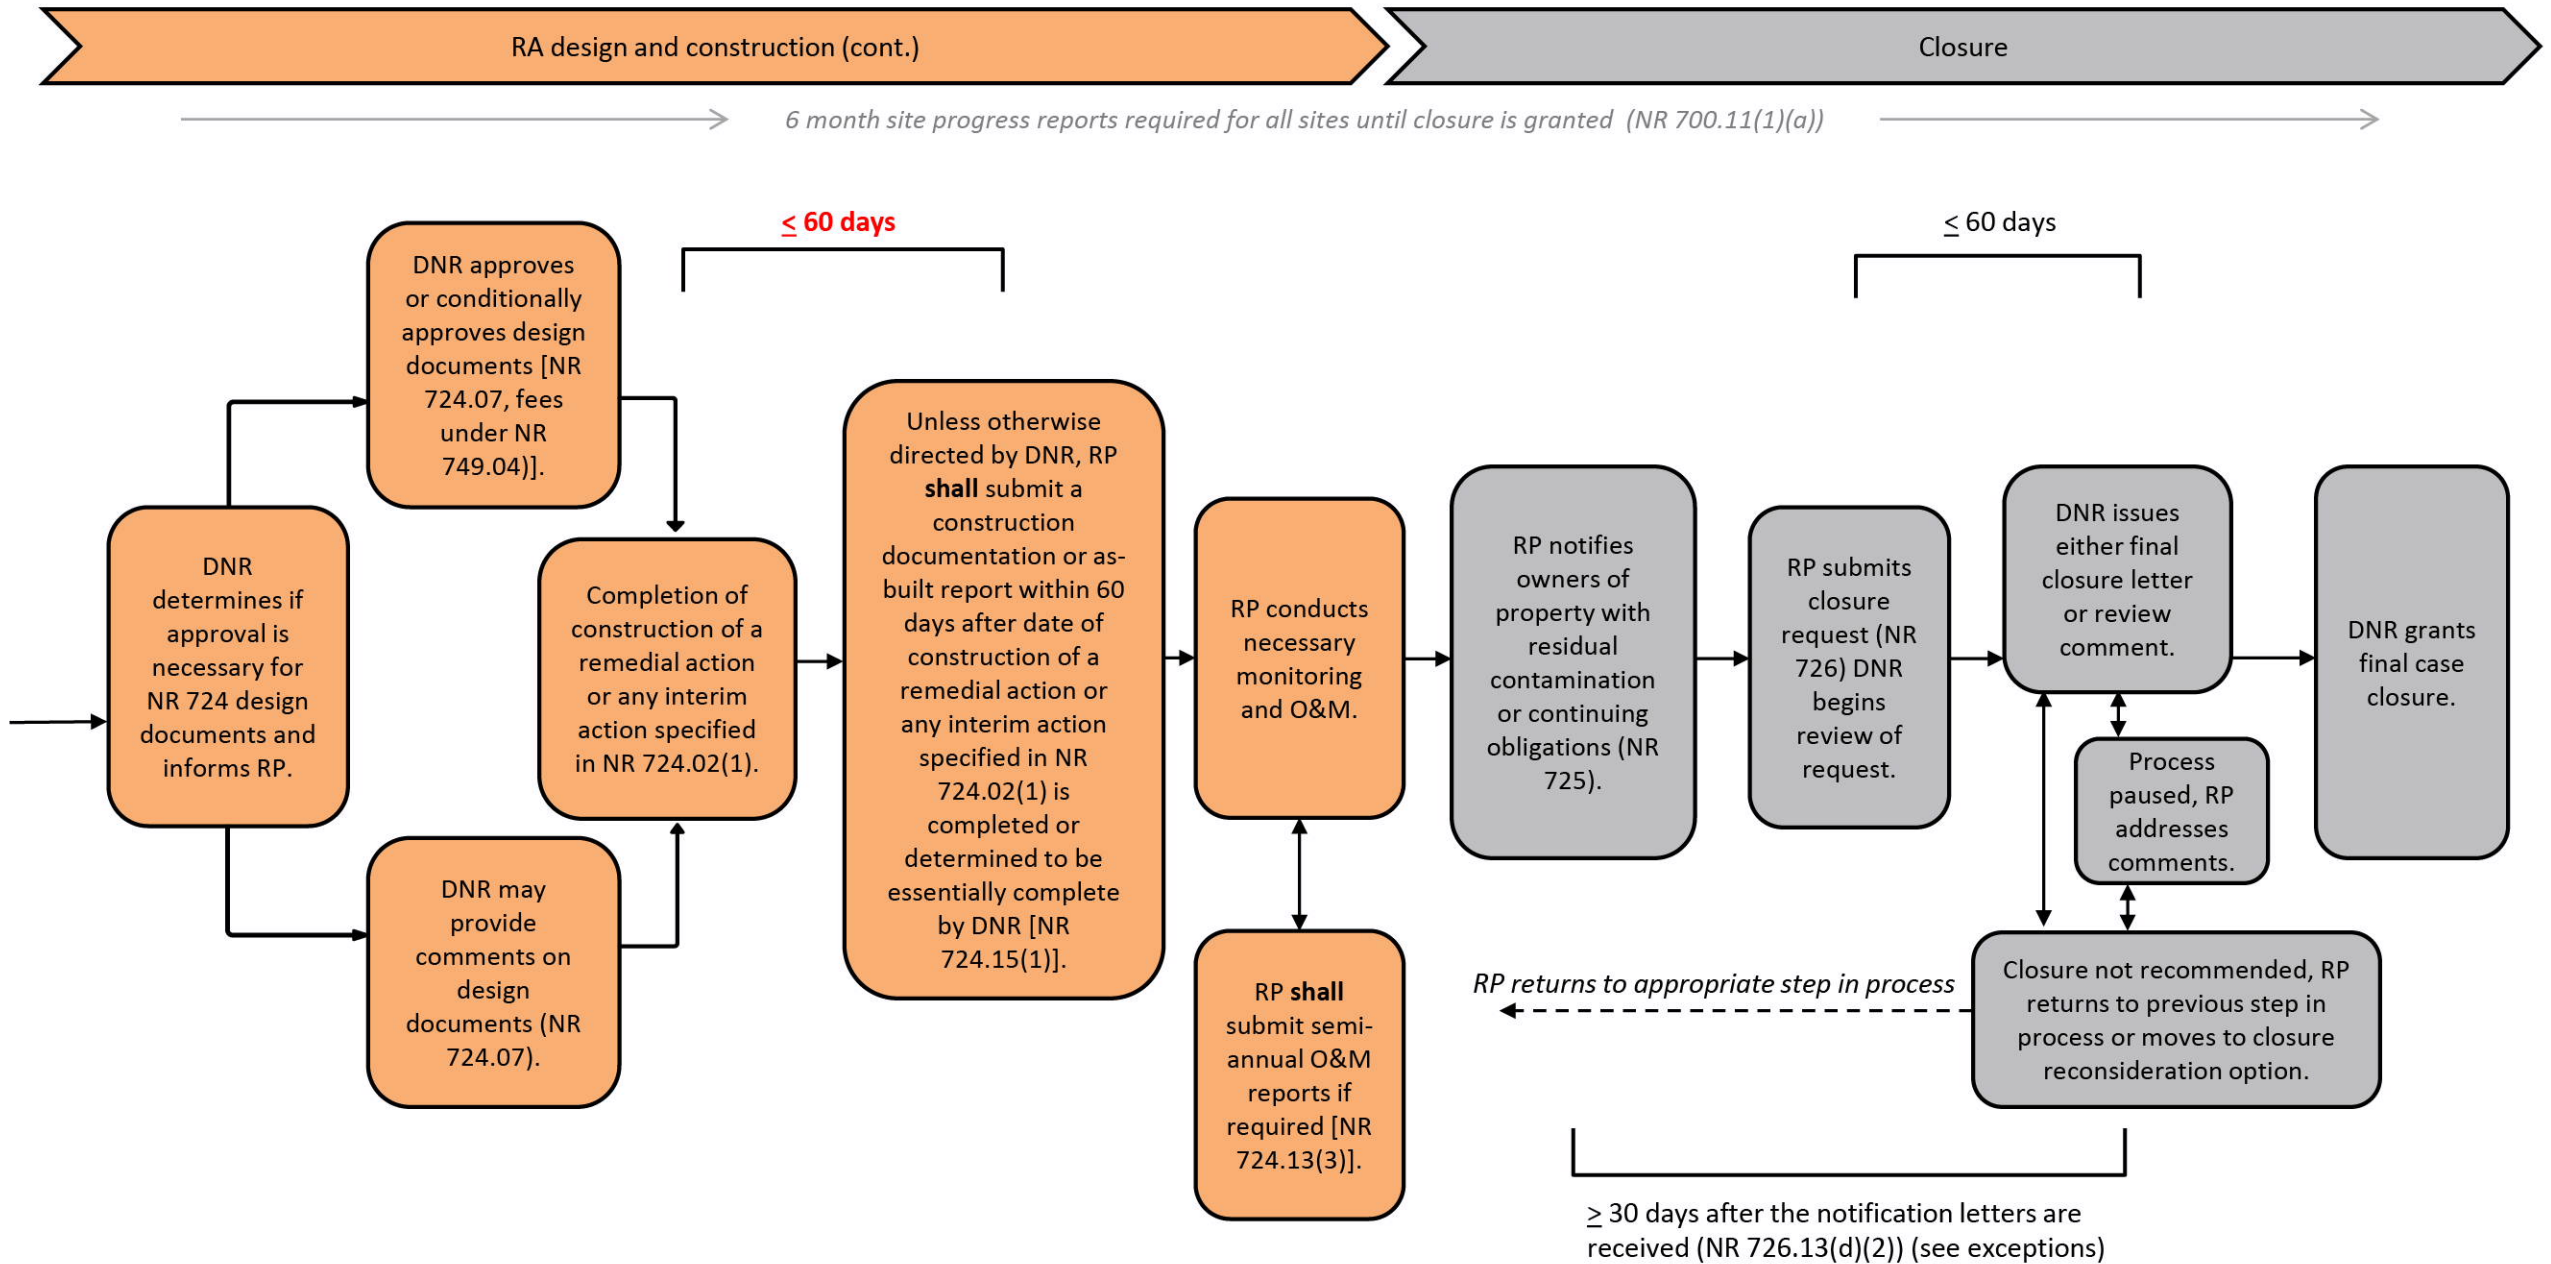 RA design and construction (cont.)
Closure
6 month site progress reports required for all sites until closure is granted  (NR 700.11(1)(a))
≤ 60 days
≤ 60 days
DNR
determines if
approval is
necessary for
NR 724 design
documents and
informs RP.
DNR approves
or conditionally
approves design
documents [NR
724.07, fees
under NR
749.04)].
DNR may
provide
comments on
design
documents (NR
724.07).
Completion of
construction of a
remedial action
or any interim
action specified
in NR 724.02(1).
Unless otherwise
directed by DNR, RP
shall submit a
construction
documentation or as-
built report within 60
days after date of
construction of a
remedial action or
any interim action
specified in NR
724.02(1) is
completed or
determined to be
essentially complete
by DNR [NR
724.15(1)].
RP conducts
necessary
monitoring
and O&M.
RP shall
submit semi-
annual O&M
reports if
required [NR
724.13(3)].
RP notifies
owners of
property with
residual
contamination
or continuing
obligations (NR
725).
RP submits
closure
request (NR
726) DNR
begins
review of
request.
DNR issues
either final
closure letter
or review
comment.
Process
paused, RP
addresses
comments.
Closure not recommended, RP
returns to previous step in
process or moves to closure
reconsideration option.
RP returns to appropriate step in process
DNR grants
final case
closure.
≥ 30 days after the notification letters are
received (NR 726.13(d)(2)) (see exceptions)